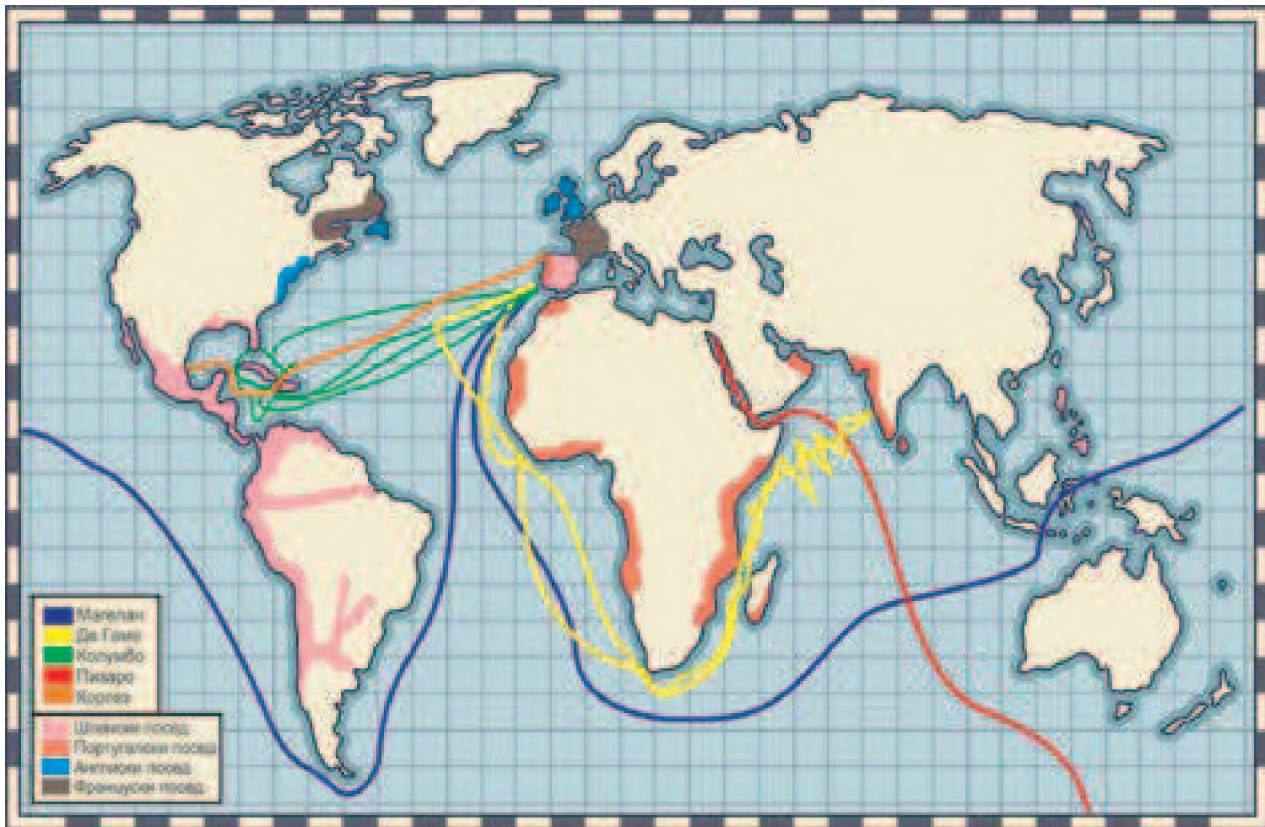 Магелан
Да Гама
Колумбо
Пизаро
Кортез
Шпански посед.
Португалски посед.
Англиски посед.
Француски посед.